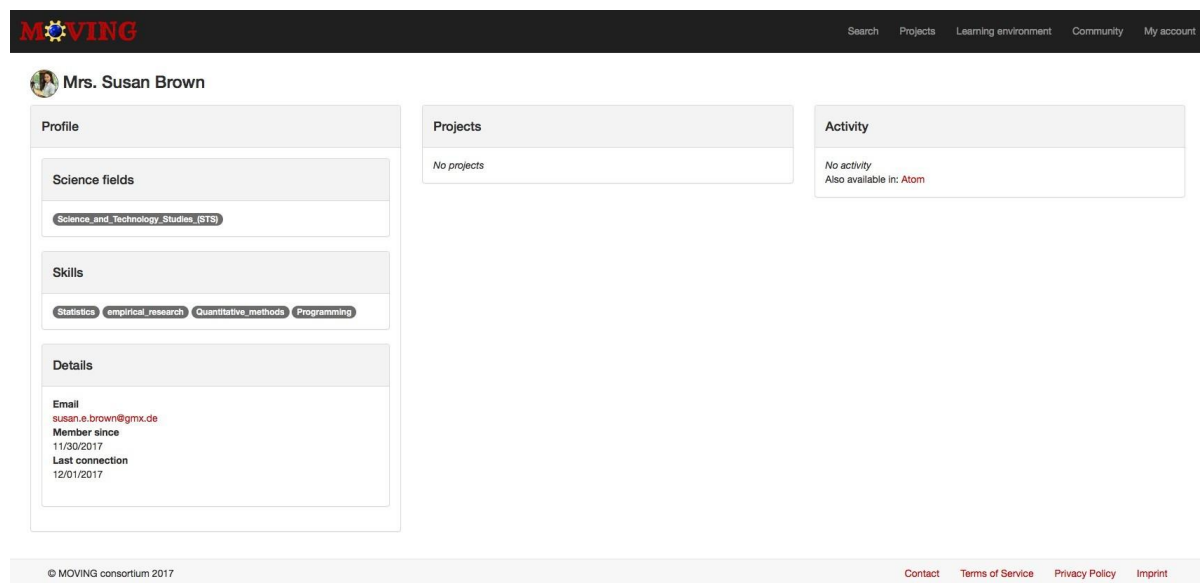 MOVING
Search Projects Learning environment Community My account
Mrs. Susan Brown
Profile
Science fields
Science_and_Technology_Studies_(STS)
Skills
Statistics empirical_research Quantitative_methods Programming
Details
Email
susan.e.brown@gmx.de
Member since
11/30/2017
Last connection
12/01/2017
Projects
No projects
Activity
No activity
Also available in: Atom
© MOVING consortium 2017
Contact Terms of Service Privacy Policy Imprint